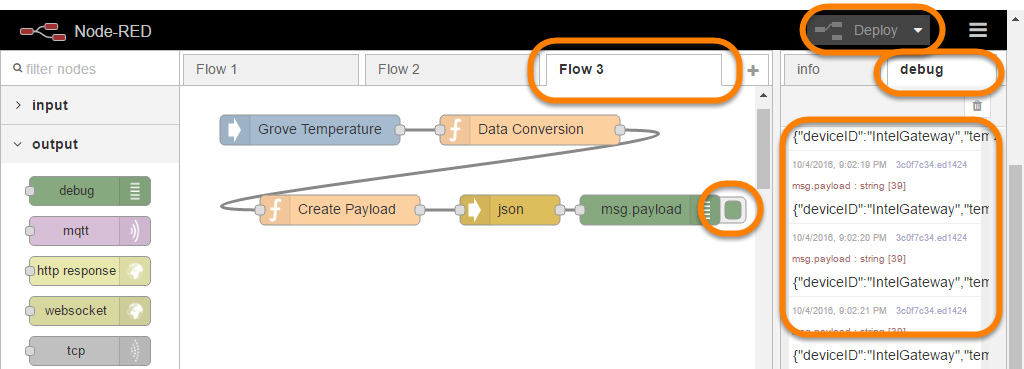 Node-RED
Deploy
filter nodes
Flow 1
Flow 2
Flow 3
info
debug
input
output
debug
mqtt
http response
websocket
tcp
Grove Temperature
Data Conversion
Create Payload
json
msg.payload
{"deviceID":"IntelGateway","tem
10/4/2016, 9:02:19 PM 3c0f7c34.ed1424
msg.payload : string [39]
{"deviceID":"IntelGateway","tem
10/4/2016, 9:02:20 PM 3c0f7c34.ed1424
msg.payload : string [39]
{"deviceID":"IntelGateway","tem
10/4/2016, 9:02:21 PM 3c0f7c34.ed1424
msg.payload : string [39]
{"deviceID":"IntelGateway","tem